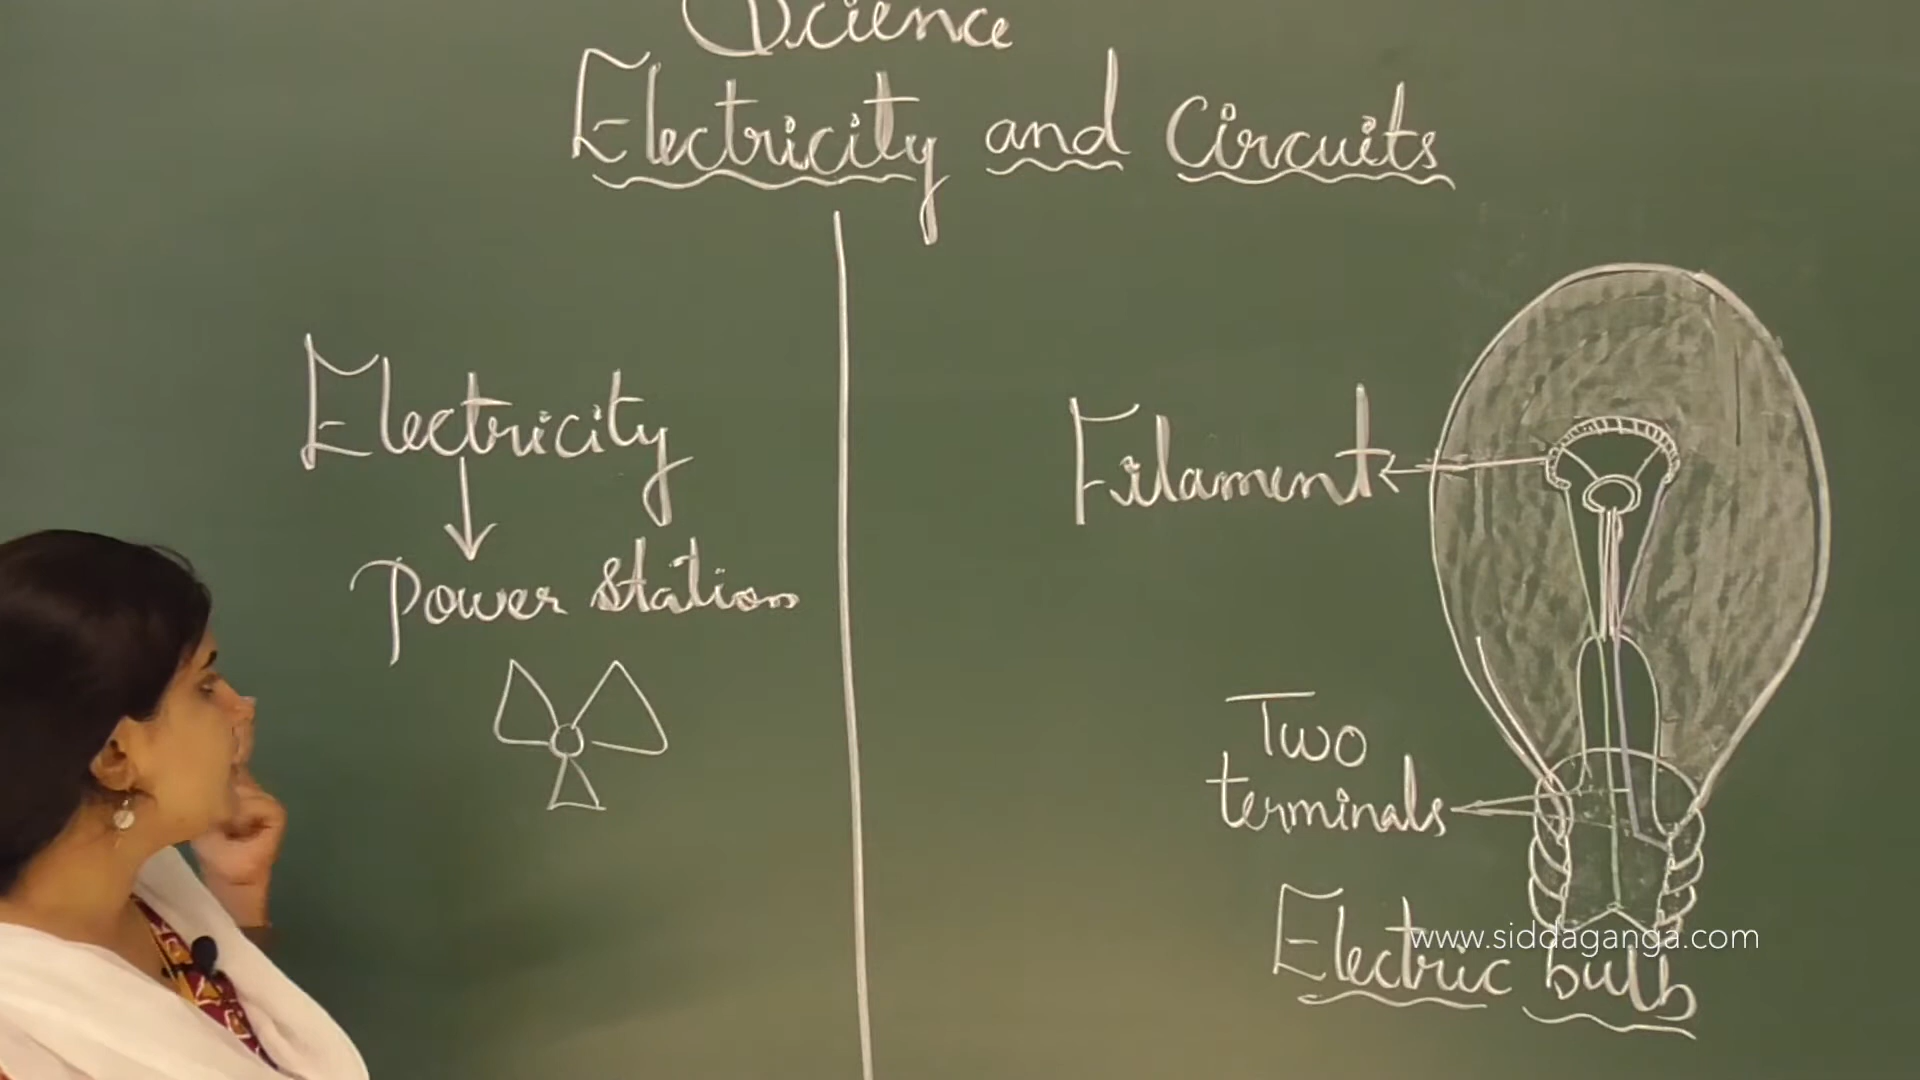 Science
Electricity and Circuits
Electricity
Power Station
Filament
Two
terminals
Electric bulb
www.siddaganga.com